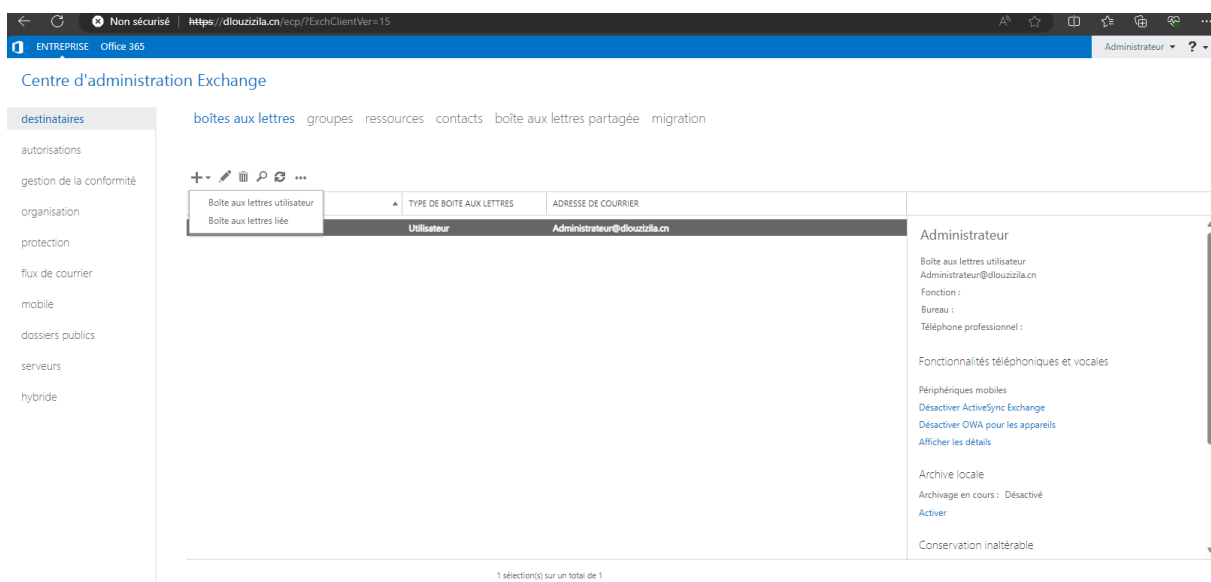 Non sécurisé https://dlouzizila.cn/ecp/?ExchClientVer=15
ENTREPRISE Office 365 Administrateur ?
Centre d'administration Exchange
destinataires
autorisations
gestion de la conformité
organisation
protection
flux de courrier
mobile
dossiers publics
serveurs
hybride
boîtes aux lettres groupes ressources contacts boîte aux lettres partagée migration
Boîte aux lettres utilisateur
Boîte aux lettres liée
TYPE DE BOITE AUX LETTRES ADRESSE DE COURRIER
Utilisateur Administrateur@dlouzizila.cn
Administrateur
Boîte aux lettres utilisateur
Administrateur@dlouzizila.cn
Fonction :
Bureau :
Téléphone professionnel :
Fonctionnalités téléphoniques et vocales
Périphériques mobiles
Désactiver ActiveSync Exchange
Désactiver OWA pour les appareils
Afficher les détails
Archive locale
Archivage en cours : Désactivé
Activer
Conservation inaltérable
1 sélection(s) sur un total de 1